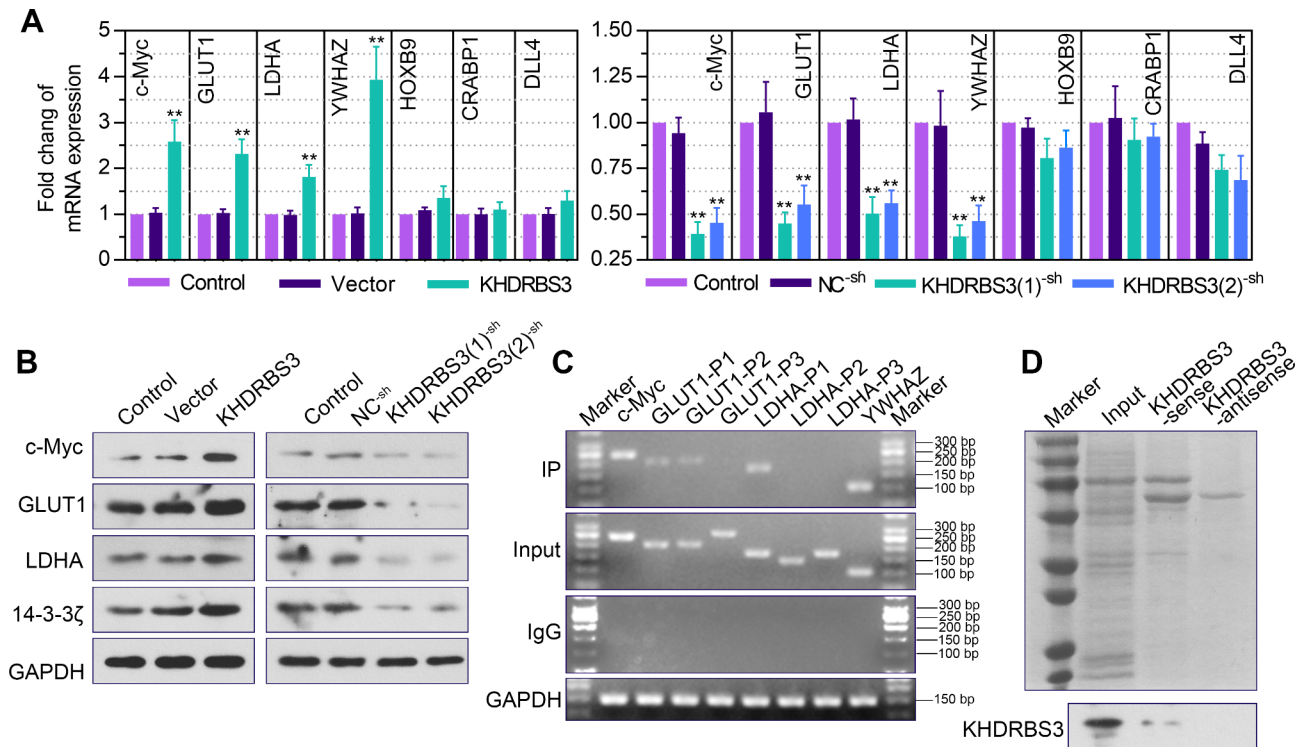 A
Fold chang of
mRNA expression
5
4
3
2
1
0
c-Myc
GLUT1
LDHA
YWHAZ
HOXB9
CRABP1
DLL4
**
**
**
**
Control
Vector
KHDRBS3
1.50
1.25
1.00
0.75
0.50
0.25
c-Myc
GLUT1
LDHA
YWHAZ
HOXB9
CRABP1
DLL4
** **
** **
** **
** **
Control
NC-sh
KHDRBS3(1)-sh
KHDRBS3(2)-sh
B
Control
Vector
KHDRBS3
Control
NC-sh
KHDRBS3(1)-sh
KHDRBS3(2)-sh
c-Myc
GLUT1
LDHA
14-3-3ζ
GAPDH
C
Marker
c-Myc
GLUT1-P1
GLUT1-P2
GLUT1-P3
LDHA-P1
LDHA-P2
LDHA-P3
YWHAZ
Marker
IP
300 bp
250 bp
200 bp
150 bp
100 bp
Input
300 bp
250 bp
200 bp
150 bp
100 bp
IgG
300 bp
250 bp
200 bp
150 bp
100 bp
GAPDH
150 bp
D
Marker
Input
KHDRBS3
-sense
KHDRBS3
-antisense
KHDRBS3